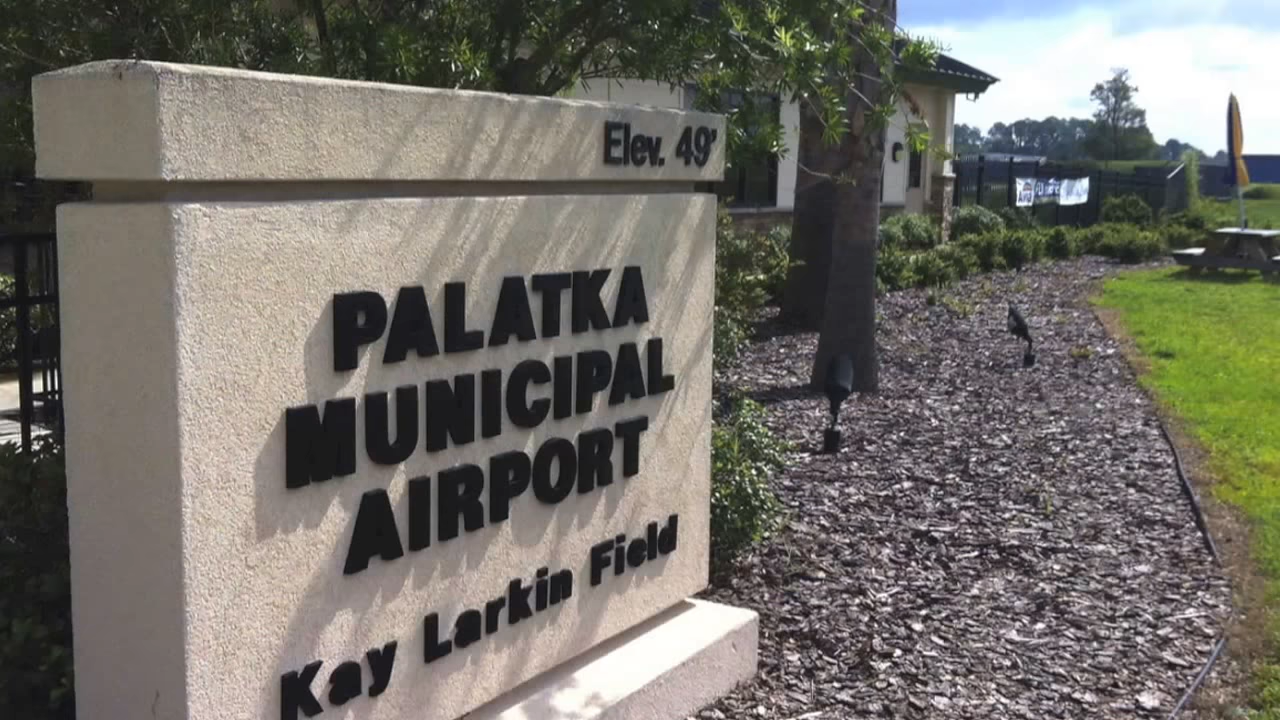 Elev. 49'
PALATKA
MUNICIPAL
AIRPORT
Kay Larkin Field